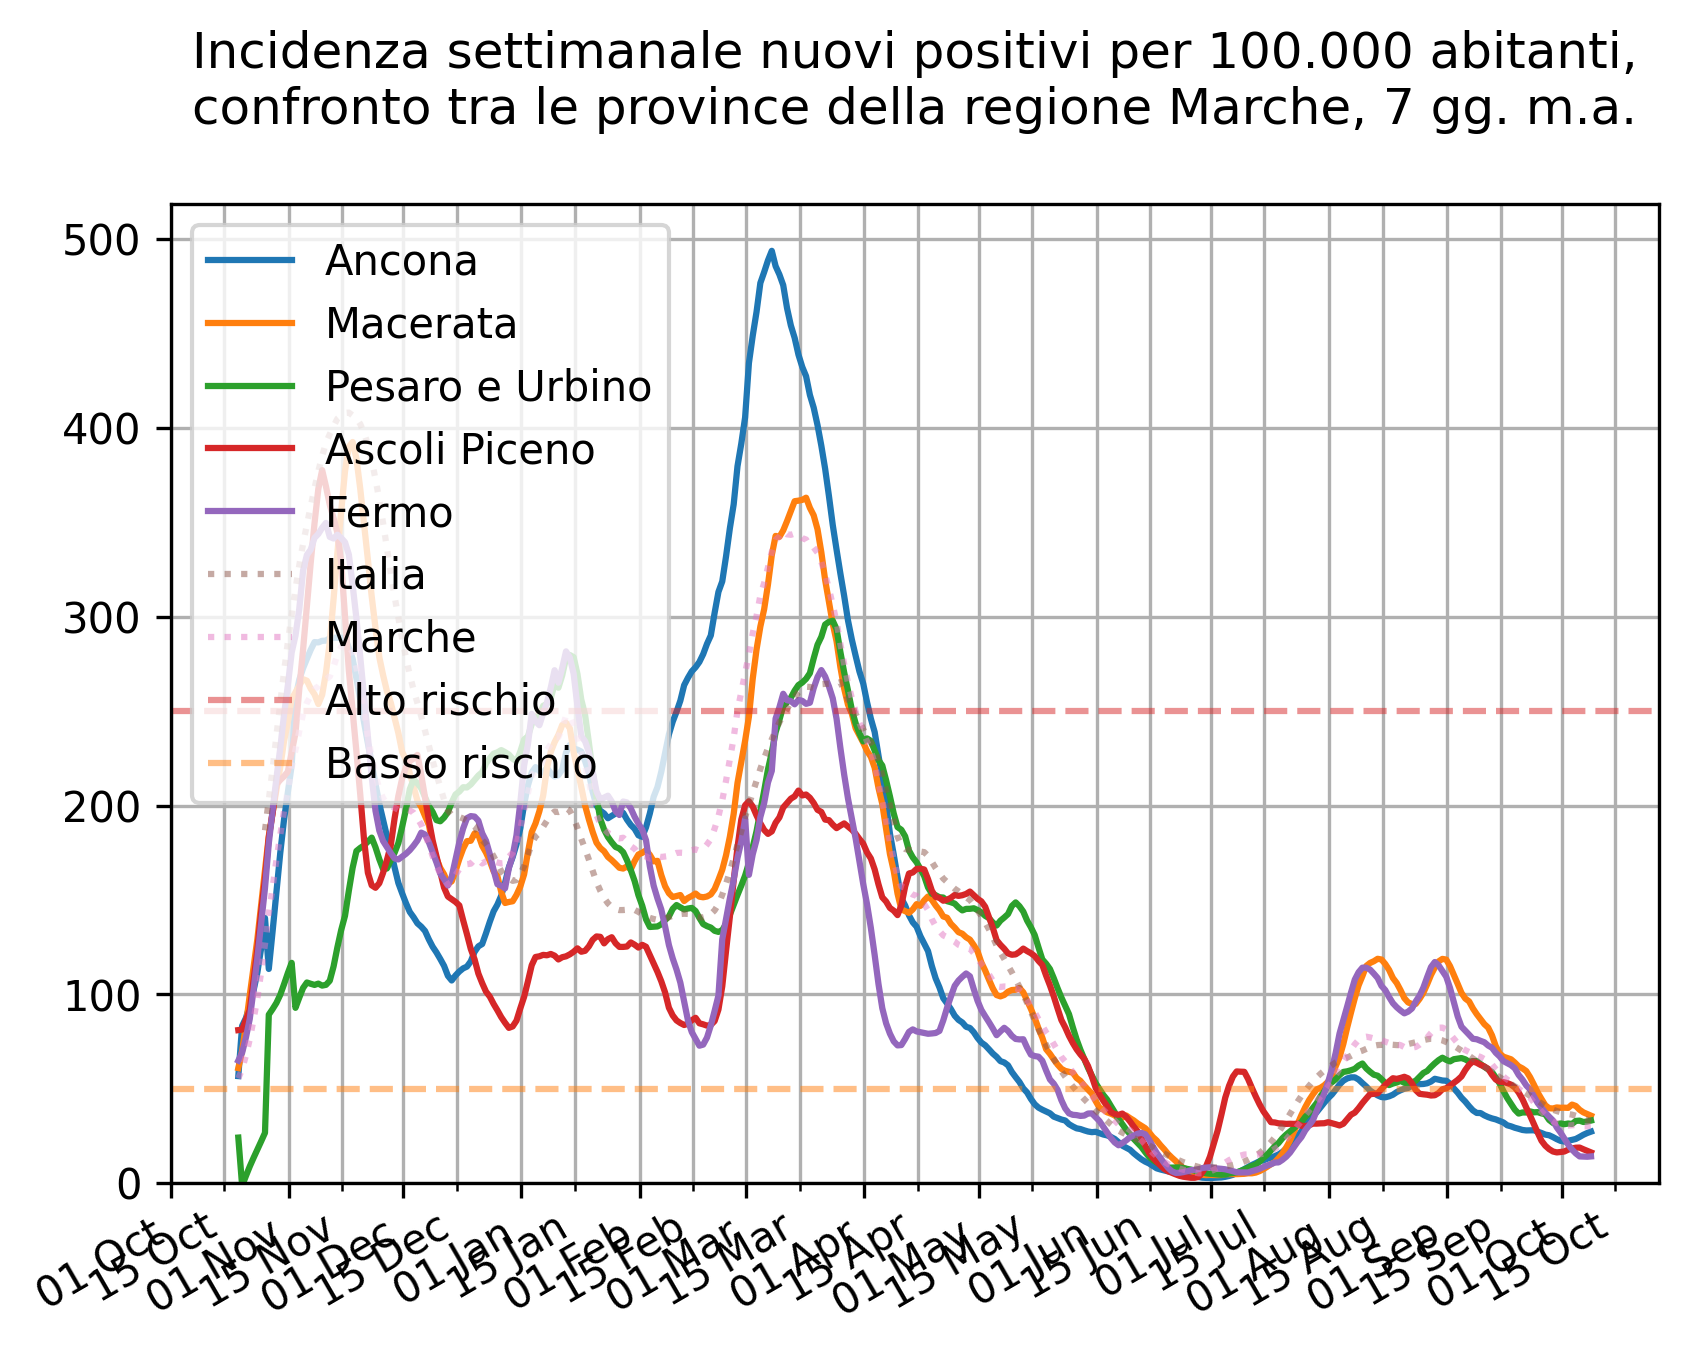 Incidenza settimanale nuovi positivi per 100.000 abitanti,
confronto tra le province della regione Marche, 7 gg. m.a.
500
400
300
200
100
0
Ancona
Macerata
Pesaro e Urbino
Ascoli Piceno
Fermo
Italia
Marche
Alto rischio
Basso rischio
01 Oct
15 Oct
01 Nov
15 Nov
01 Dec
15 Dec
01 Jan
15 Jan
01 Feb
15 Feb
01 Mar
15 Mar
01 Apr
15 Apr
01 May
15 May
01 Jun
15 Jun
01 Jul
15 Jul
01 Aug
15 Aug
01 Sep
15 Sep
01 Oct
15 Oct